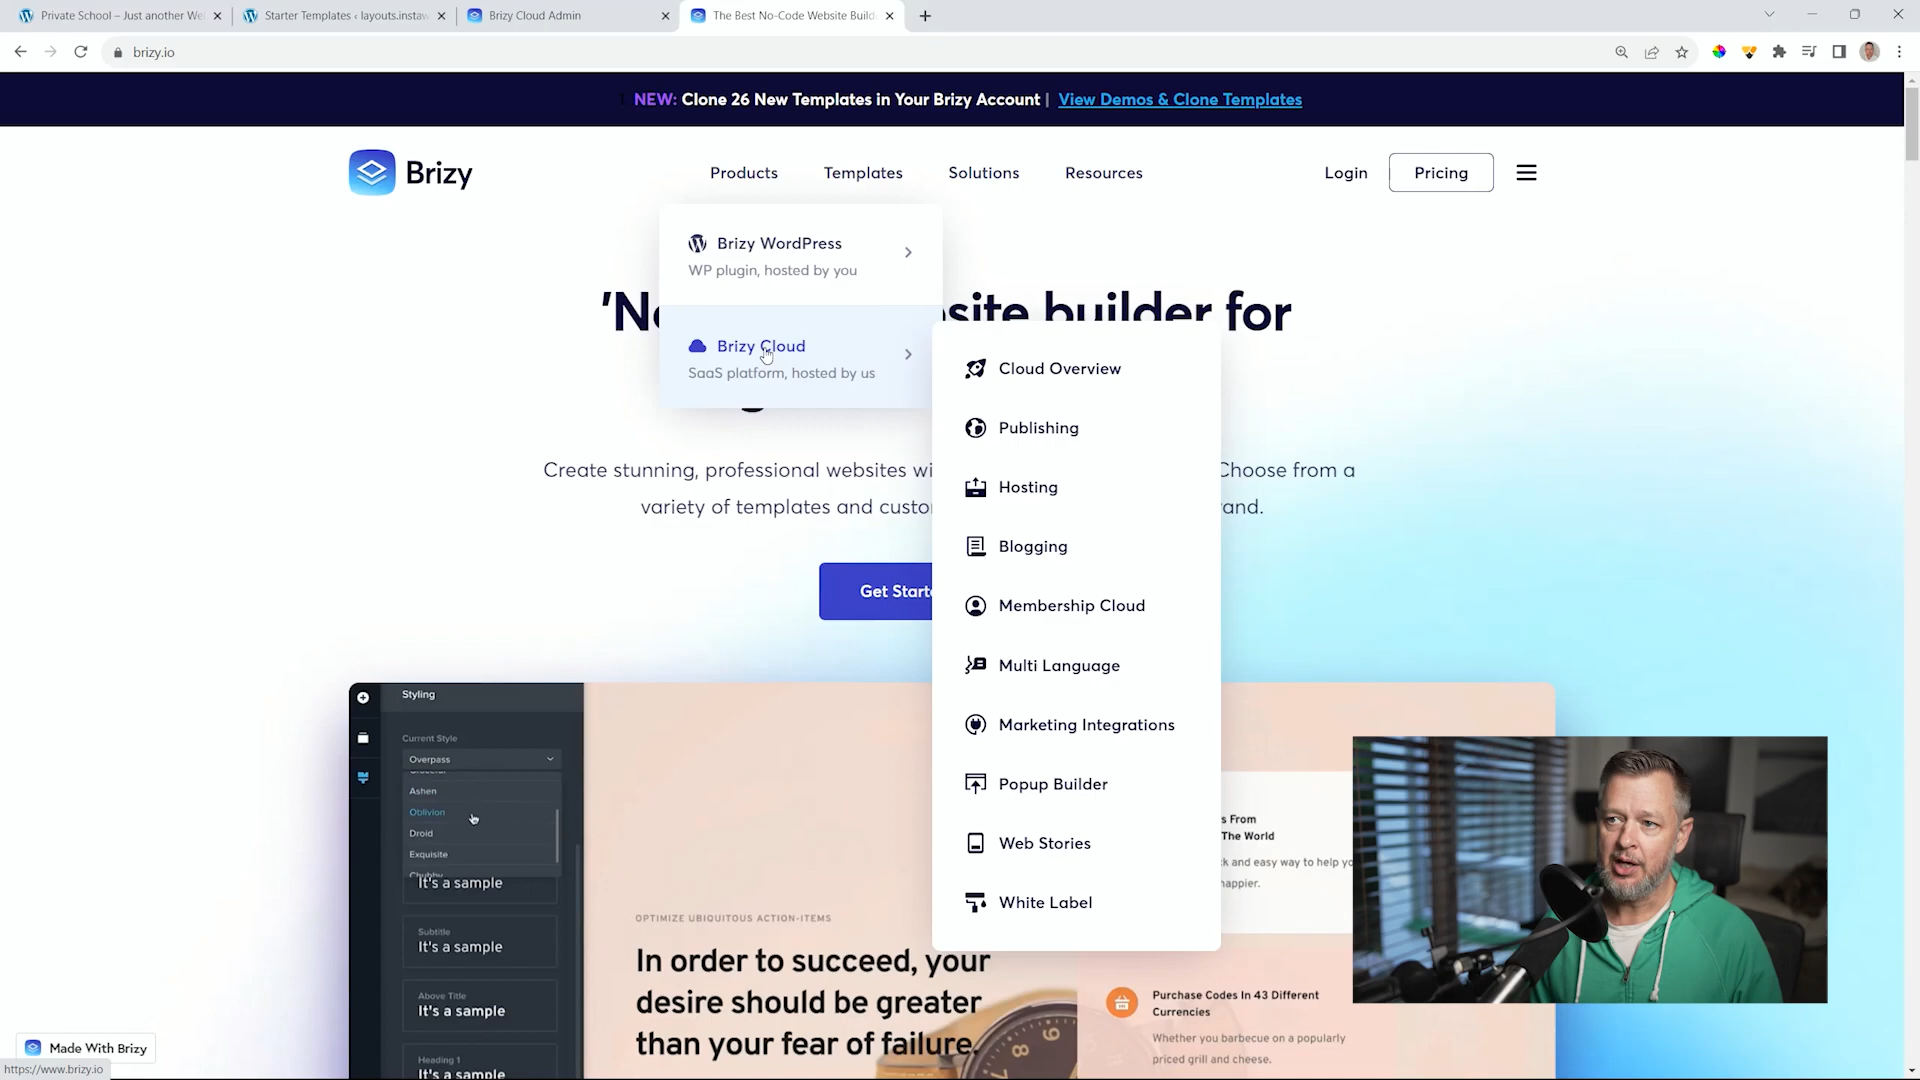 Private School – Just another We
Starter Templates ‹ layouts.instaw
Brizy Cloud Admin
The Best No-Code Website Build
brizy.io
NEW: Clone 26 New Templates in Your Brizy Account | View Demos & Clone Templates
Brizy
Products
Templates
Solutions
Resources
Login
Pricing
Brizy WordPress
WP plugin, hosted by you
Brizy Cloud
SaaS platform, hosted by us
Cloud Overview
Publishing
Hosting
Blogging
Membership Cloud
Multi Language
Marketing Integrations
Popup Builder
Web Stories
White Label
builder for
Create stunning, professional websites
Choose from a
variety of templates and
Get
Styling
Current Style
Overpass
Ashen
Oblivion
Droid
Exquisite
Chubby
It's a sample
Subtitle
It's a sample
Above Title
It's a sample
Heading 1
It's a sample
OPTIMIZE UBIQUITOUS ACTION-ITEMS
In order to succeed, your
desire should be greater
than your fear of failure.
From
The World
and easy way to help
happier.
Purchase Codes In 43 Different
Currencies
Whether you barbecue on a popularly
priced grill and cheese.
Made With Brizy
https://www.brizy.io